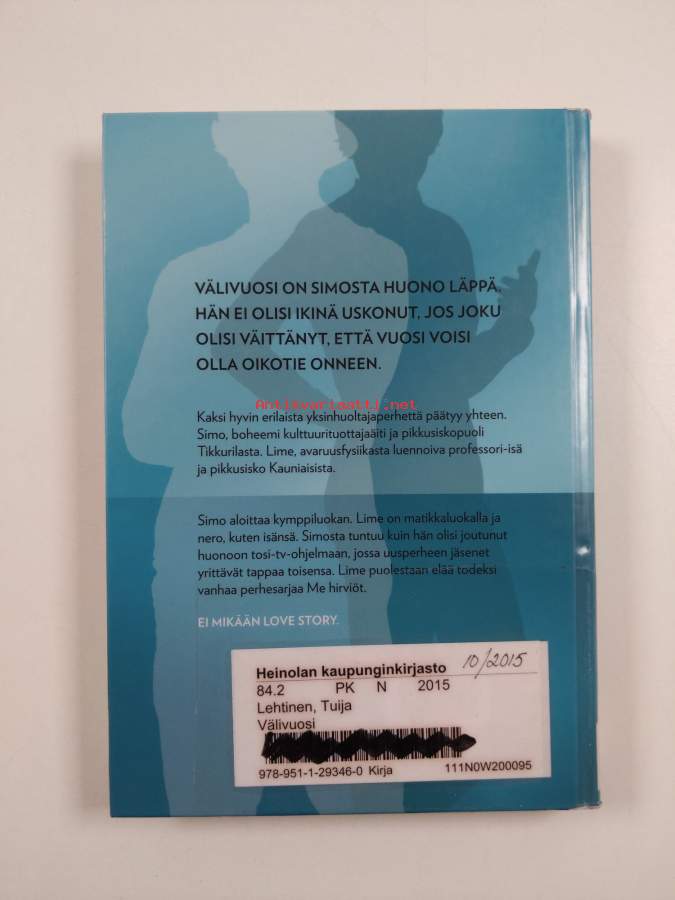 VÄLIVUOSI ON SIMOSTA HUONO LÄPPÄ.
HÄN EI OLISI IKINÄ USKONUT, JOS JOKU
OLISI VÄITTÄNYT, ETTÄ VUOSI VOISI
OLLA OIKOTIE ONNEEN.
Antikvariaatti.net
Kaksi hyvin erilaista yksinhuoltajaperhettä päätyy yhteen.
Simo, boheemi kulttuurituottajaäiti ja pikkusiskopuoli
Tikkurilasta. Lime, avaruusfysiikasta luennoiva professori-isä
ja pikkusisko Kauniaisista.
Simo aloittaa kymppiluokan. Lime on matikkaluokalla ja
nero, kuten isänsä. Simosta tuntuu kuin hän olisi joutunut
huonoon tosi-tv-ohjelmaan, jossa uusperheen jäsenet
yrittävät tappaa toisensa. Lime puolestaan elää todeksi
vanhaa perhesarjaa Me hirviöt.
EI MIKÄÄN LOVE STORY.
Heinolan kaupunginkirjasto 10/2015
84.2 PK N 2015
Lehtinen, Tuija
Välivuosi
978-951-1-29346-0 Kirja 111N0W200095